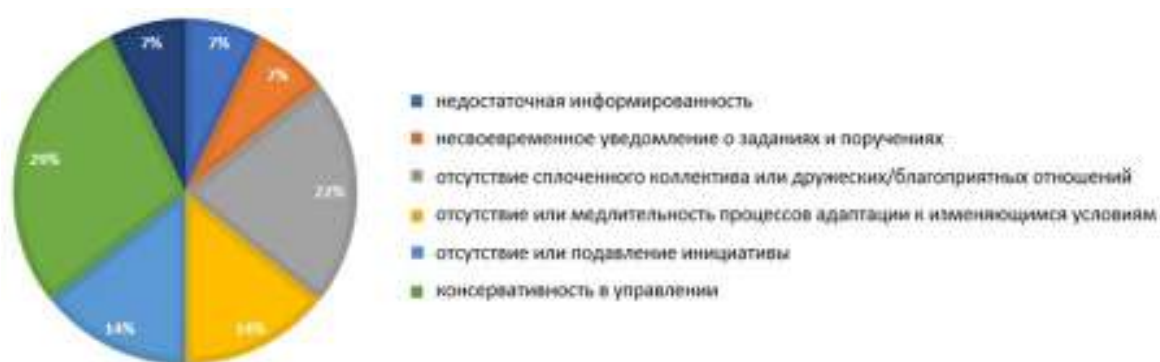 7%
7%
7%
22%
14%
14%
29%
недостаточная информированность
несвоевременное уведомление о заданиях и поручениях
отсутствие сплоченного коллектива или дружеских/благоприятных отношений
отсутствие или медлительность процессов адаптации к изменяющимся условиям
отсутствие или подавление инициативы
консервативность в управлении